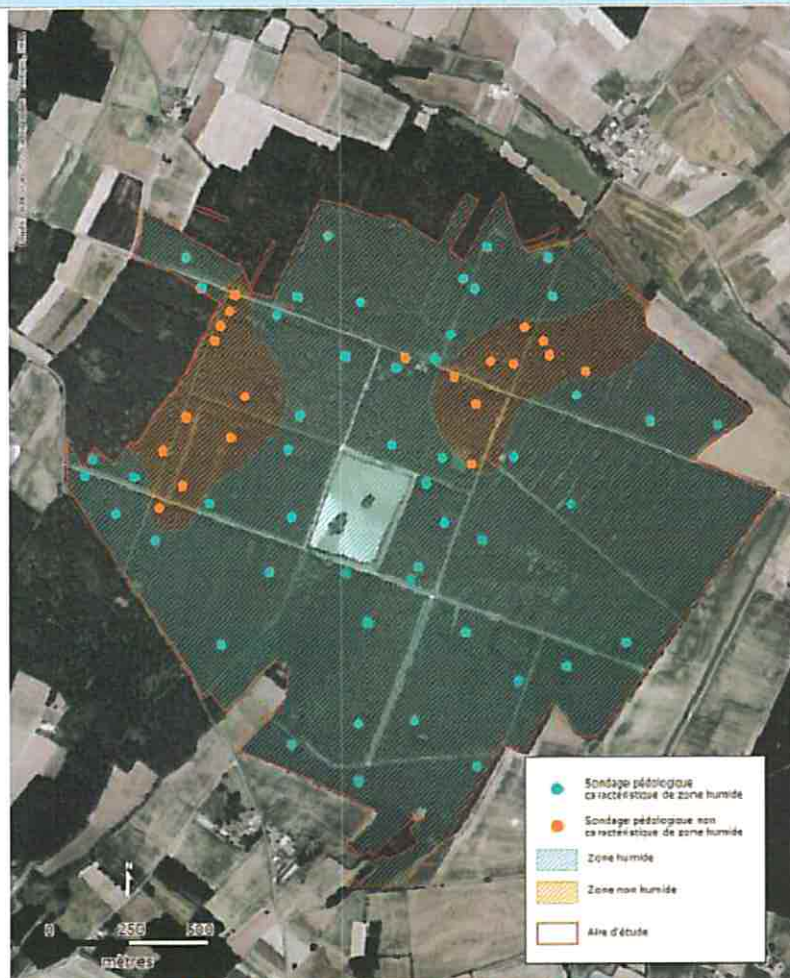 N
0 250 500
mètres
Sondage pédologique
caractéristique de zone humide
Sondage pédologique non
caractéristique de zone humide
Zone humide
Zone non humide
Aire d'étude